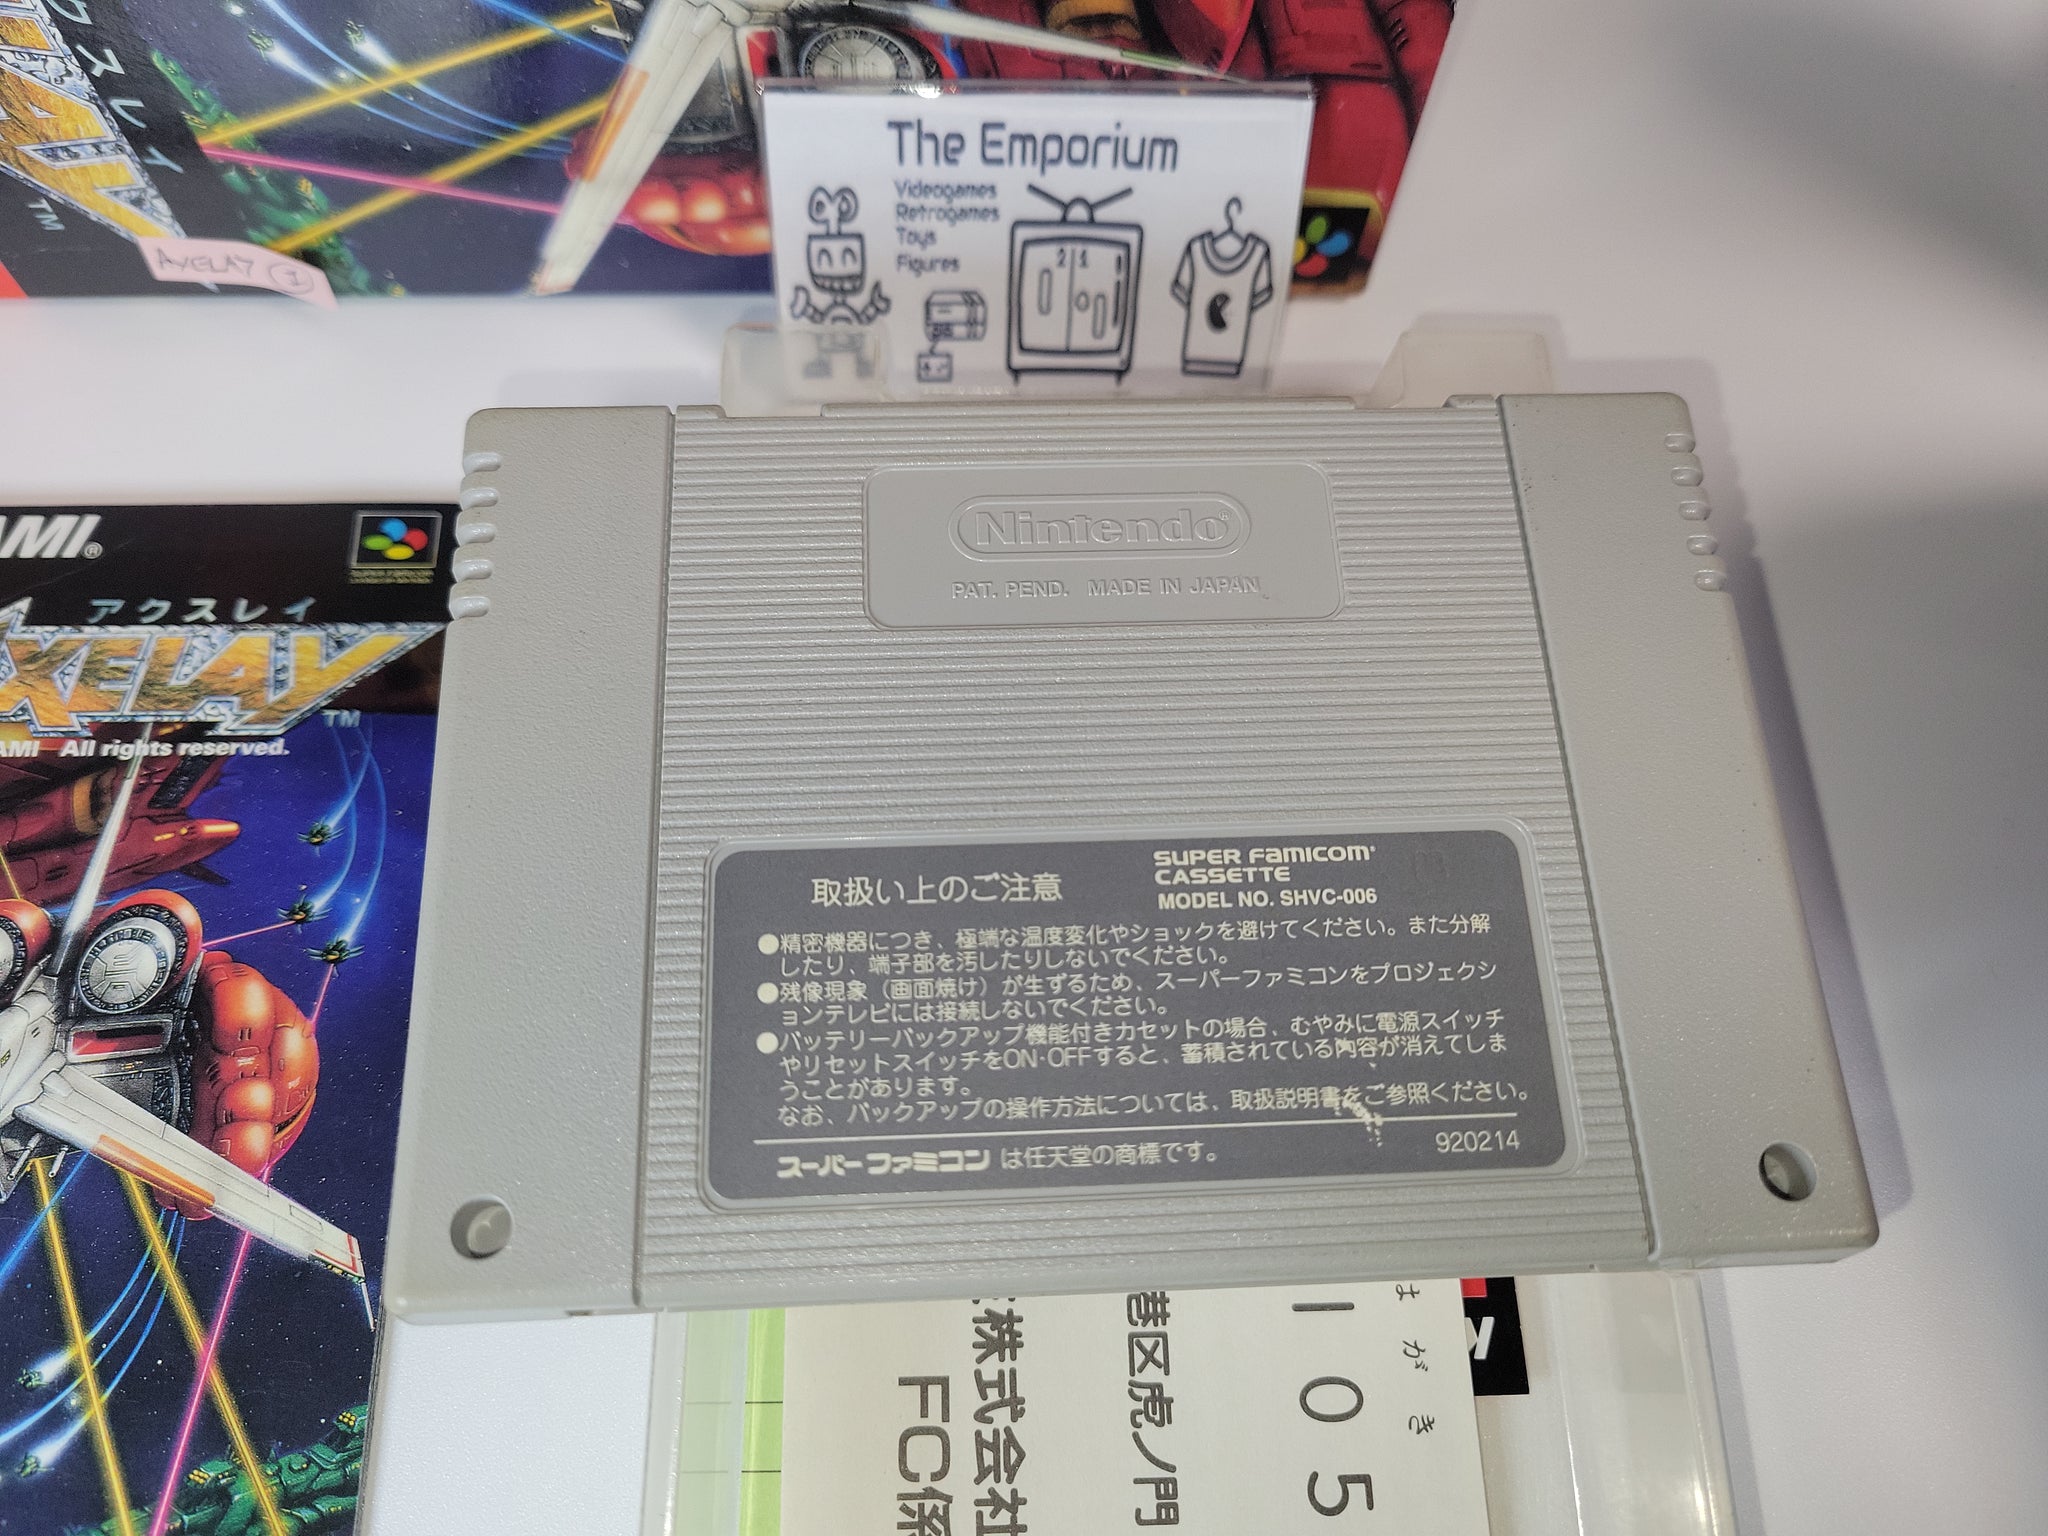 アクスレイ
TM
AXELAY ①
The Emporium
Videogames
Retrogames
Toys
Figures
21
アクスレイ
AXELAY
TM
All rights reserved.
Nintendo®
PAT. PEND. MADE IN JAPAN
取扱い上のご注意
SUPER FAMICOM®
CASSETTE
MODEL NO. SHVC-006
●精密機器につき、極端な温度変化やショックを避けてください。また分解
したり、端子部を汚したりしないでください。
●残像現象（画面焼け）が生ずるため、スーパーファミコンをプロジェクシ
ョンテレビには接続しないでください。
●バッテリーバックアップ機能付きカセットの場合、むやみに電源スイッチ
やリセットスイッチをON·OFFすると、蓄積されている内容が消えてしま
うことがあります。
なお、バックアップの操作方法については、取扱説明書をご参照ください。
スーパーファミコンは任天堂の商標です。
920214
はがき
105
港区虎ノ門
株式会社
FC係